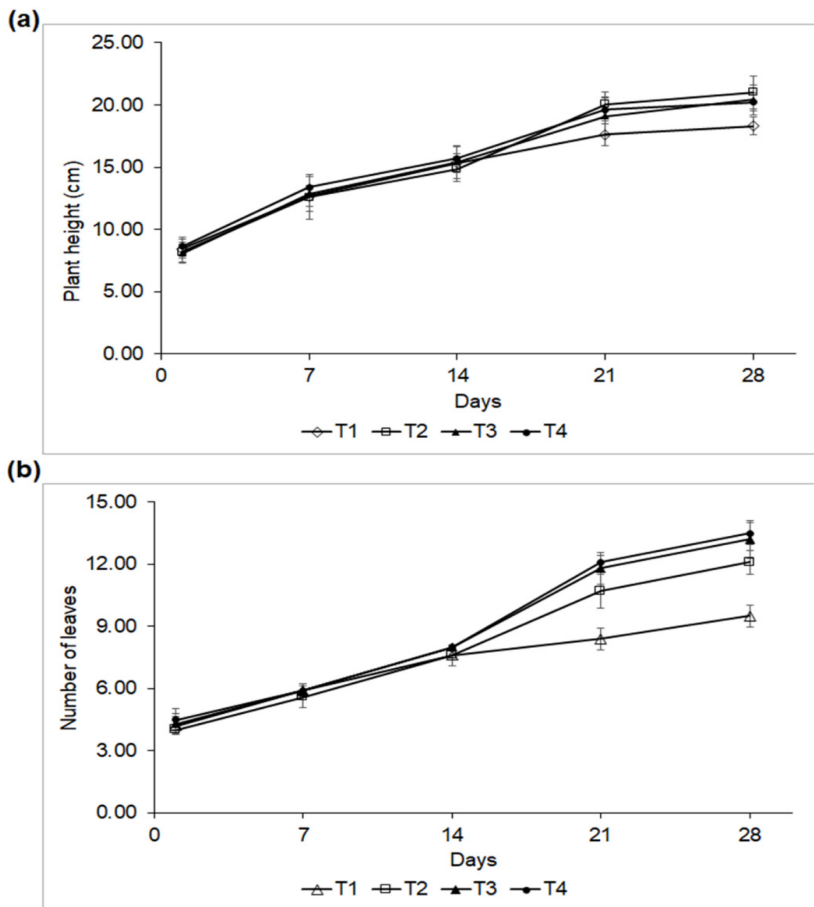 (a)
25.00
20.00
15.00
10.00
5.00
0.00
Plant height (cm)
0 7 14 21 28
Days
T1 T2 T3 T4
(b)
15.00
12.00
9.00
6.00
3.00
0.00
Number of leaves
0 7 14 21 28
Days
T1 T2 T3 T4